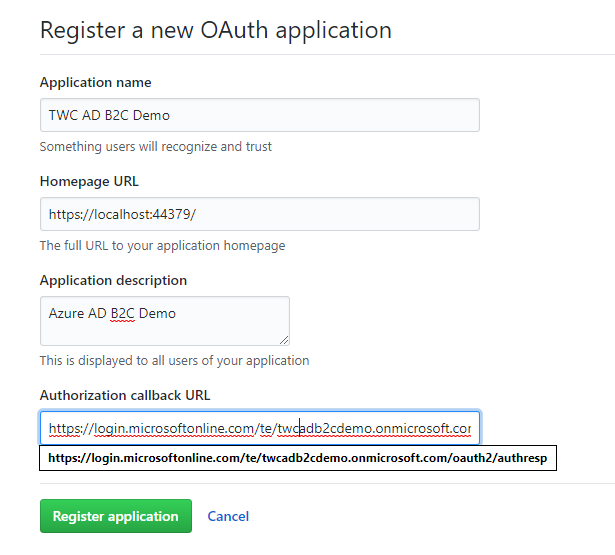 Register a new OAuth application
Application name
TWC AD B2C Demo
Something users will recognize and trust
Homepage URL
https://localhost:44379/
The full URL to your application homepage
Application description
Azure AD B2C Demo
This is displayed to all users of your application
Authorization callback URL
https://login.microsoftonline.com/te/twcadb2cdemo.onmicrosoft.com
https://login.microsoftonline.com/te/twcadb2cdemo.onmicrosoft.com/oauth2/authresp
Register application Cancel